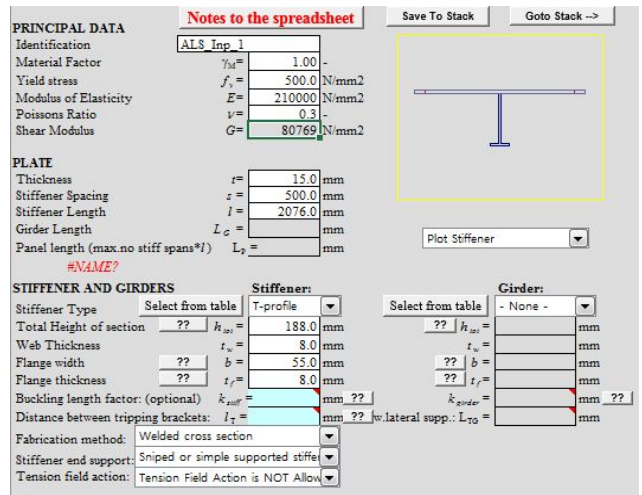 Notes to the spreadsheet Save To Stack Goto Stack -->
PRINCIPAL DATA
Identification ALS_Inp_1
Material Factor γM= 1.00 -
Yield stress fy = 500.0 N/mm2
Modulus of Elasticity E= 210000 N/mm2
Poissons Ratio ν= 0.3 -
Shear Modulus G= 80769 N/mm2
PLATE
Thickness t= 15.0 mm
Stiffener Spacing s = 500.0 mm
Stiffener Length l = 2076.0 mm
Girder Length LG = mm
Panel length (max.no stiff spans*l) LP = mm
Plot Stiffener
#NAME?
STIFFENER AND GIRDERS Stiffener: Girder:
Stiffener Type Select from table T-profile Select from table - None -
Total Height of section ?? htot = 188.0 mm ?? htot = mm
Web Thickness tw = 8.0 mm tw = mm
Flange width ?? b = 55.0 mm ?? b = mm
Flange thickness ?? tf = 8.0 mm ?? tf = mm
Buckling length factor: (optional) kstiff = mm ?? kgirder = mm ??
Distance between tripping brackets: lT = mm ?? w.lateral supp.: LTG = mm
Fabrication method: Welded cross section
Stiffener end support: Sniped or simple supported stiffe
Tension field action: Tension Field Action is NOT Allow